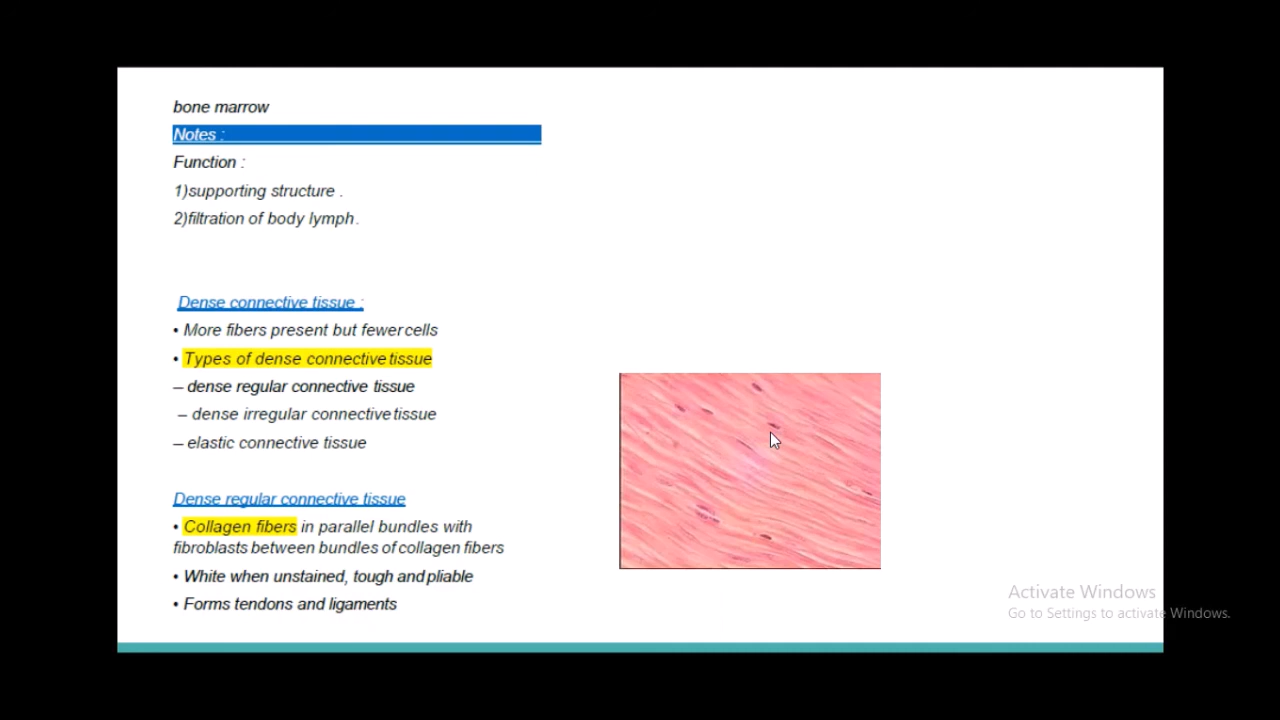 bone marrow
Notes :
Function :
1)supporting structure .
2)filtration of body lymph.
Dense connective tissue :
• More fibers present but fewer cells
• Types of dense connective tissue
– dense regular connective tissue
– dense irregular connective tissue
– elastic connective tissue
Dense regular connective tissue
• Collagen fibers in parallel bundles with
fibroblasts between bundles of collagen fibers
• White when unstained, tough and pliable
• Forms tendons and ligaments
Activate Windows
Go to Settings to activate Windows.